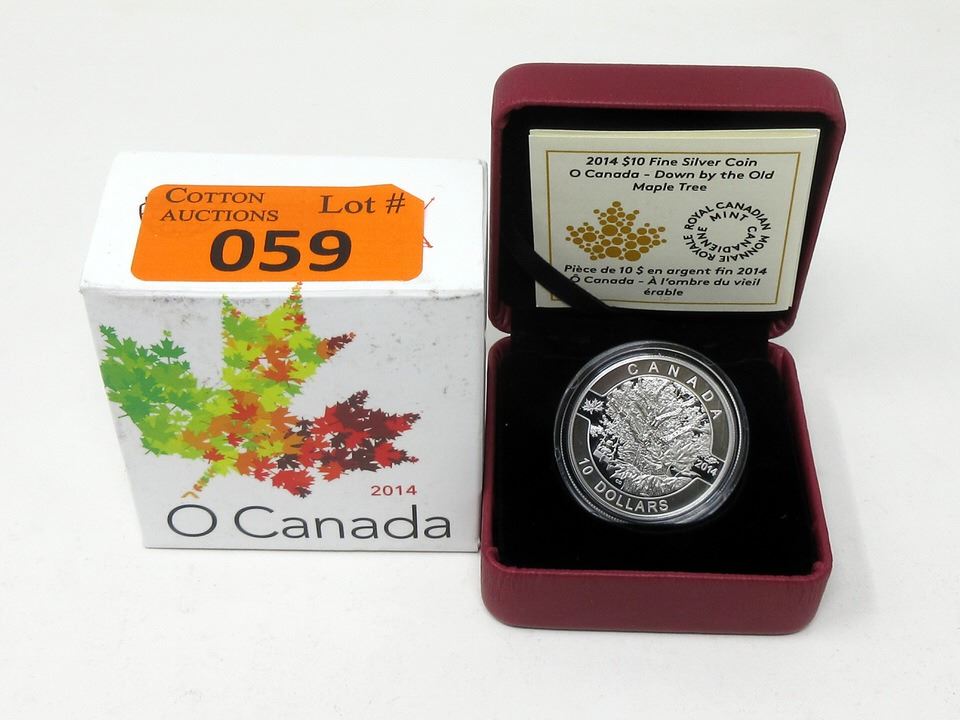 COTTON AUCTIONS Lot #
059
2014
O Canada
2014 $10 Fine Silver Coin
O Canada - Down by the Old
Maple Tree
ROYAL CANADIAN MINT
MONNAIE ROYALE CANADIENNE
Pièce de 10 $ en argent fin 2014
Ô Canada - À l'ombre du vieil
érable
CANADA
2014
10 DOLLARS